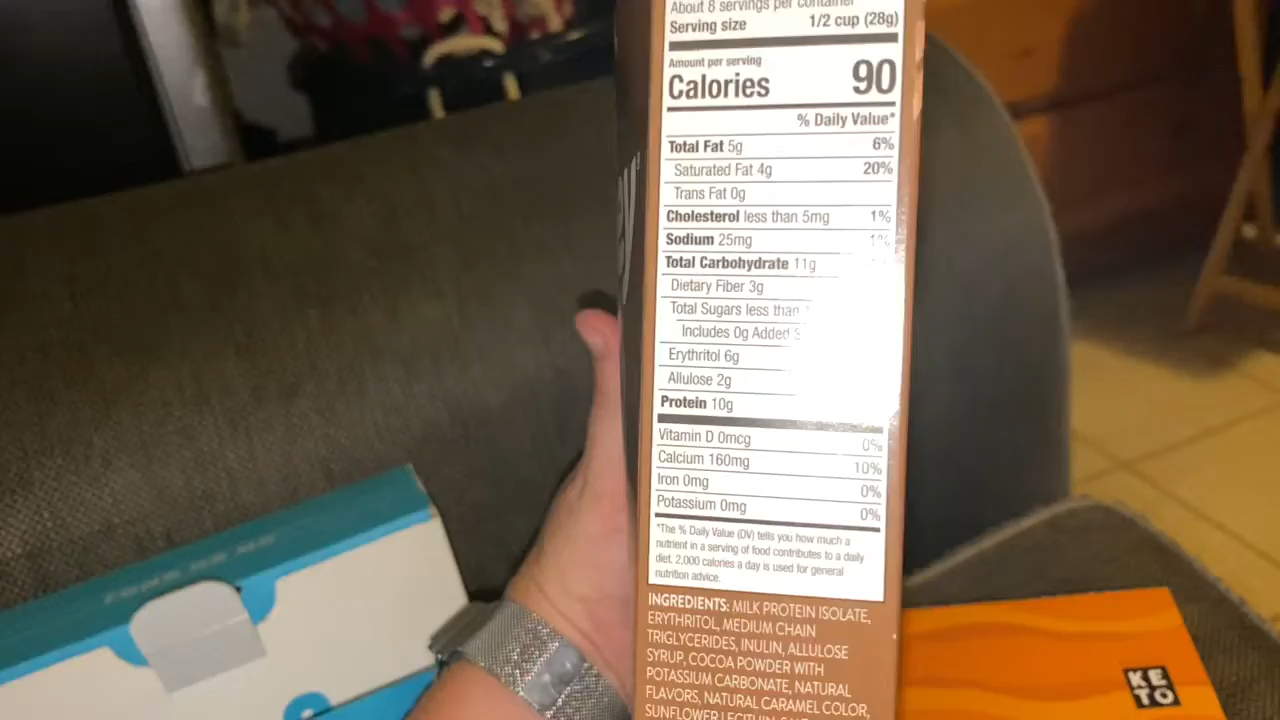 About 8 servings per container
Serving size 1/2 cup (28g)
Amount per serving
Calories 90
% Daily Value*
Total Fat 5g 6%
Saturated Fat 4g 20%
Trans Fat 0g
Cholesterol less than 5mg 1%
Sodium 25mg 1%
Total Carbohydrate 11g
Dietary Fiber 3g
Total Sugars less than
Includes 0g Added
Erythritol 6g
Allulose 2g
Protein 10g
Vitamin D 0mcg 0%
Calcium 160mg 10%
Iron 0mg 0%
Potassium 0mg 0%
*The % Daily Value (DV) tells you how much a
nutrient in a serving of food contributes to a daily
diet. 2,000 calories a day is used for general
nutrition advice.
INGREDIENTS: MILK PROTEIN ISOLATE,
ERYTHRITOL, MEDIUM CHAIN
TRIGLYCERIDES, INULIN, ALLULOSE
SYRUP, COCOA POWDER WITH
POTASSIUM CARBONATE, NATURAL
FLAVORS, NATURAL CARAMEL COLOR,
SUNFLOWER LECITHIN,
KE
TO